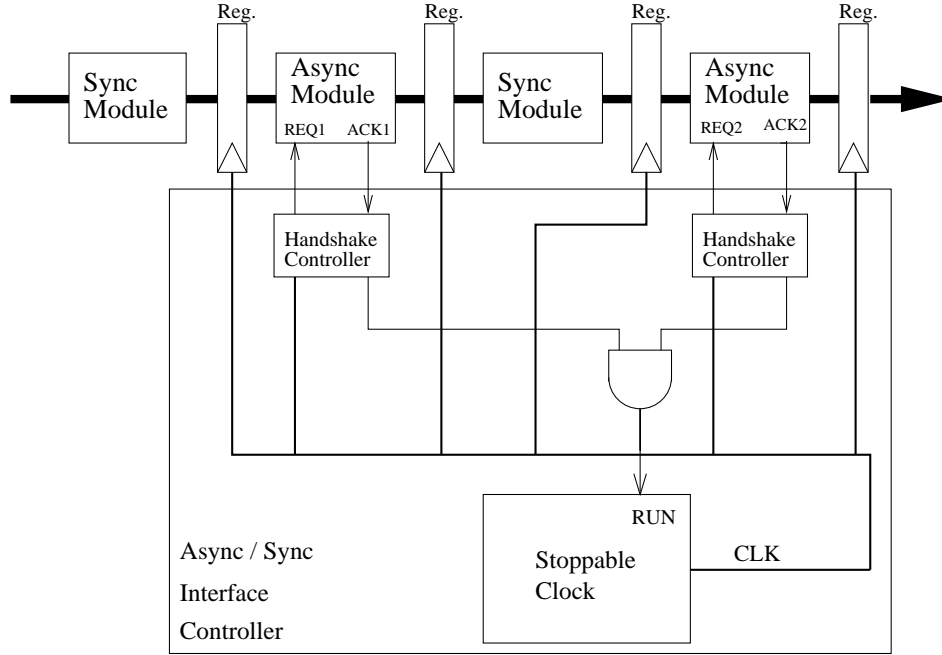 Reg.
Reg.
Reg.
Reg.
Sync
Module
Async
Module
REQ1
ACK1
Sync
Module
Async
Module
REQ2
ACK2
Handshake
Controller
Handshake
Controller
RUN
Stoppable
Clock
CLK
Async / Sync
Interface
Controller